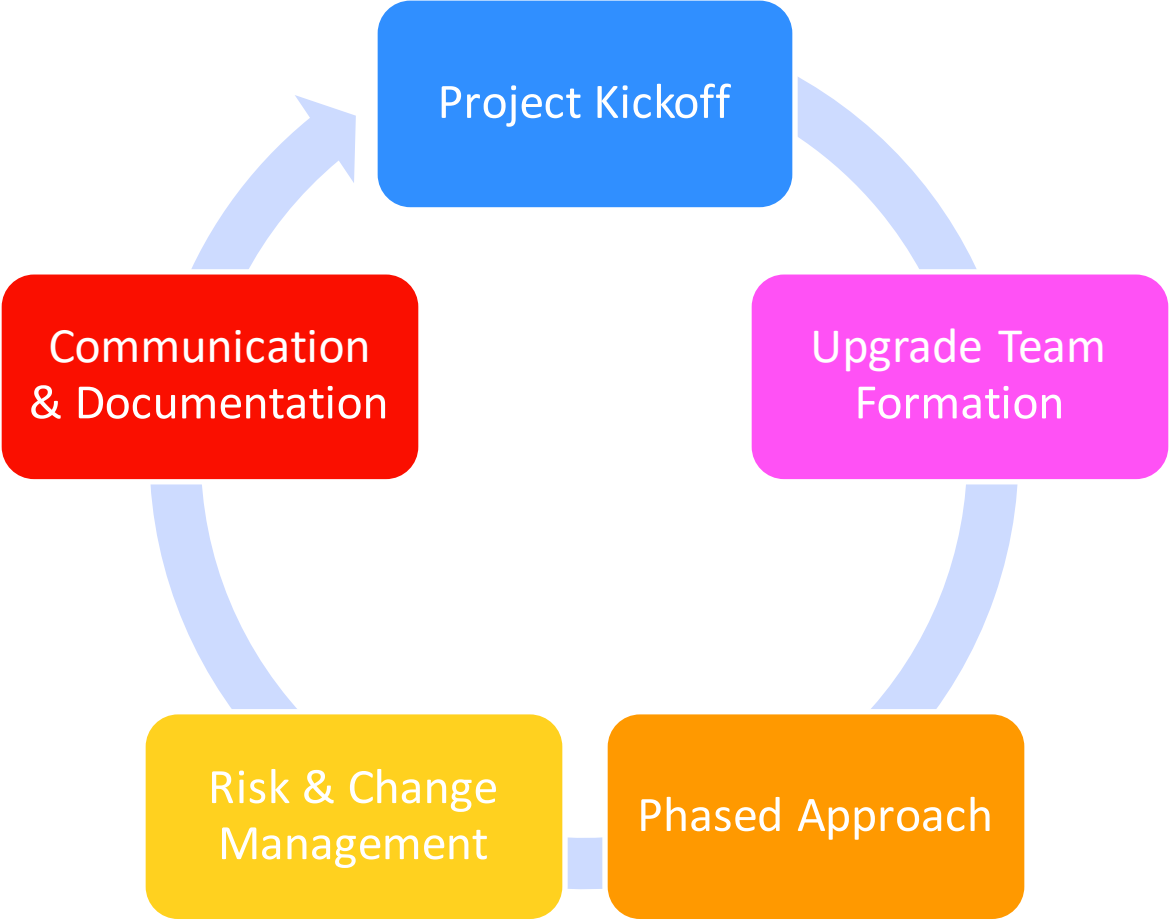 Project Kickoff
Upgrade Team
Formation
Phased Approach
Risk & Change
Management
Communication
& Documentation